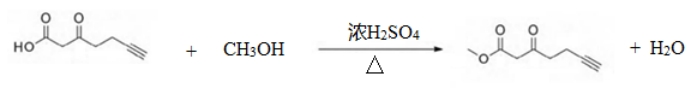 O O HO + CH3OH 浓H2SO4 △ O O O + H2O